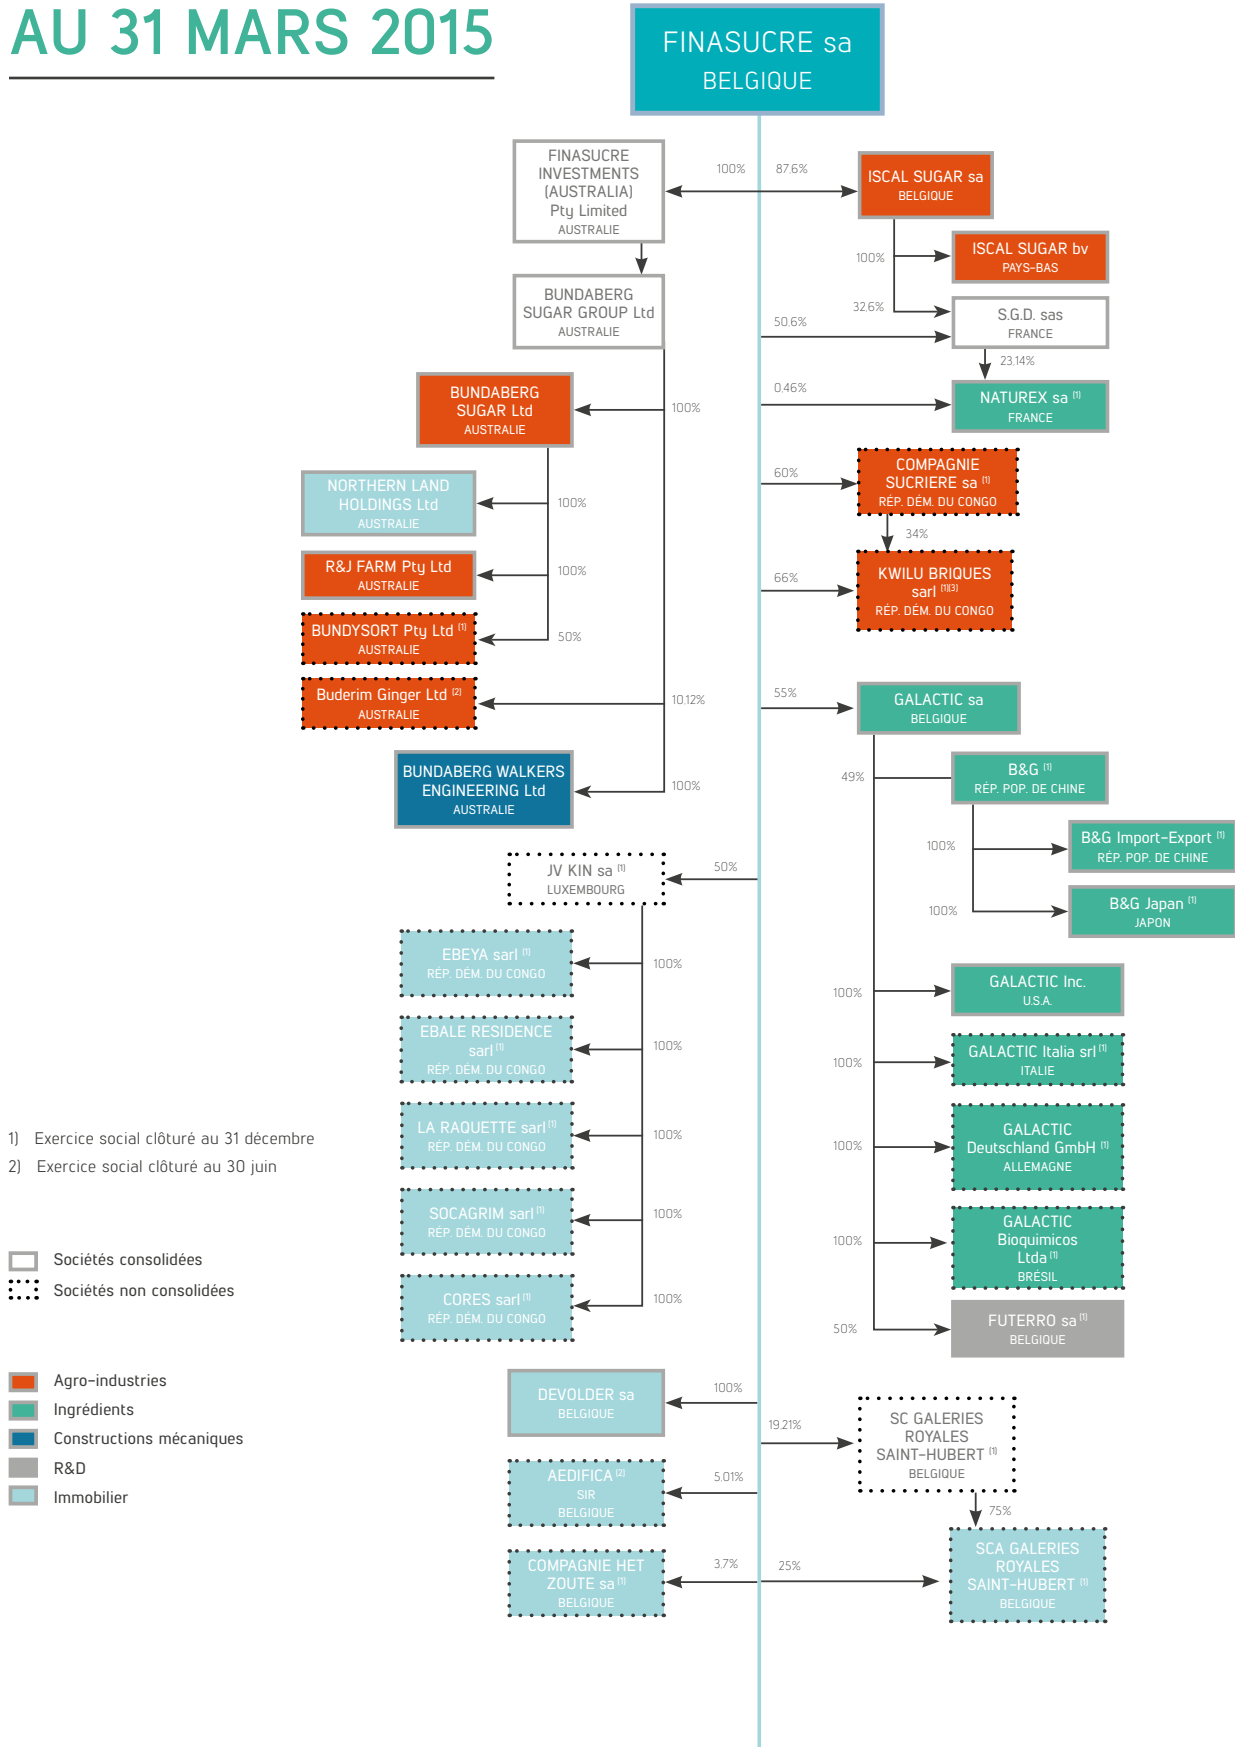 AU 31 MARS 2015
FINASUCRE sa
BELGIQUE
FINASUCRE
INVESTMENTS
(AUSTRALIA)
Pty Limited
AUSTRALIE
100%
87.6%
ISCAL SUGAR sa
BELGIQUE
100%
ISCAL SUGAR bv
PAYS-BAS
BUNDABERG
SUGAR GROUP Ltd
AUSTRALIE
32,6%
50.6%
S.G.D. sas
FRANCE
23,14%
0,46%
NATUREX sa (1)
FRANCE
BUNDABERG
SUGAR Ltd
AUSTRALIE
100%
NORTHERN LAND
HOLDINGS Ltd
AUSTRALIE
100%
R&J FARM Pty Ltd
AUSTRALIE
100%
BUNDYSORT Pty Ltd (1)
AUSTRALIE
50%
Buderim Ginger Ltd (2)
AUSTRALIE
10,12%
BUNDABERG WALKERS
ENGINEERING Ltd
AUSTRALIE
100%
60%
COMPAGNIE
SUCRIERE sa (1)
RÉP. DÉM. DU CONGO
34%
66%
KWILU BRIQUES
sarl (1)(3)
RÉP. DÉM. DU CONGO
55%
GALACTIC sa
BELGIQUE
49%
B&G (1)
RÉP. POP. DE CHINE
100%
B&G Import-Export (1)
RÉP. POP. DE CHINE
100%
B&G Japan (1)
JAPON
100%
GALACTIC Inc.
U.S.A.
100%
GALACTIC Italia srl (1)
ITALIE
100%
GALACTIC
Deutschland GmbH (1)
ALLEMAGNE
100%
GALACTIC
Bioquimicos
Ltda (1)
BRÉSIL
50%
FUTERRO sa (1)
BELGIQUE
JV KIN sa (1)
LUXEMBOURG
50%
EBEYA sarl (1)
RÉP. DÉM. DU CONGO
100%
EBALE RESIDENCE
sarl (1)
RÉP. DÉM. DU CONGO
100%
LA RAQUETTE sarl (1)
RÉP. DÉM. DU CONGO
100%
SOCAGRIM sarl (1)
RÉP. DÉM. DU CONGO
100%
CORES sarl (1)
RÉP. DÉM. DU CONGO
100%
DEVOLDER sa
BELGIQUE
100%
19,21%
SC GALERIES
ROYALES
SAINT-HUBERT (1)
BELGIQUE
75%
AEDIFICA (2)
SIR
BELGIQUE
5,01%
COMPAGNIE HET
ZOUTE sa (1)
BELGIQUE
3,7%
25%
SCA GALERIES
ROYALES
SAINT-HUBERT (1)
BELGIQUE
1) Exercice social clôturé au 31 décembre
2) Exercice social clôturé au 30 juin
Sociétés consolidées
Sociétés non consolidées
Agro-industries
Ingrédients
Constructions mécaniques
R&D
Immobilier